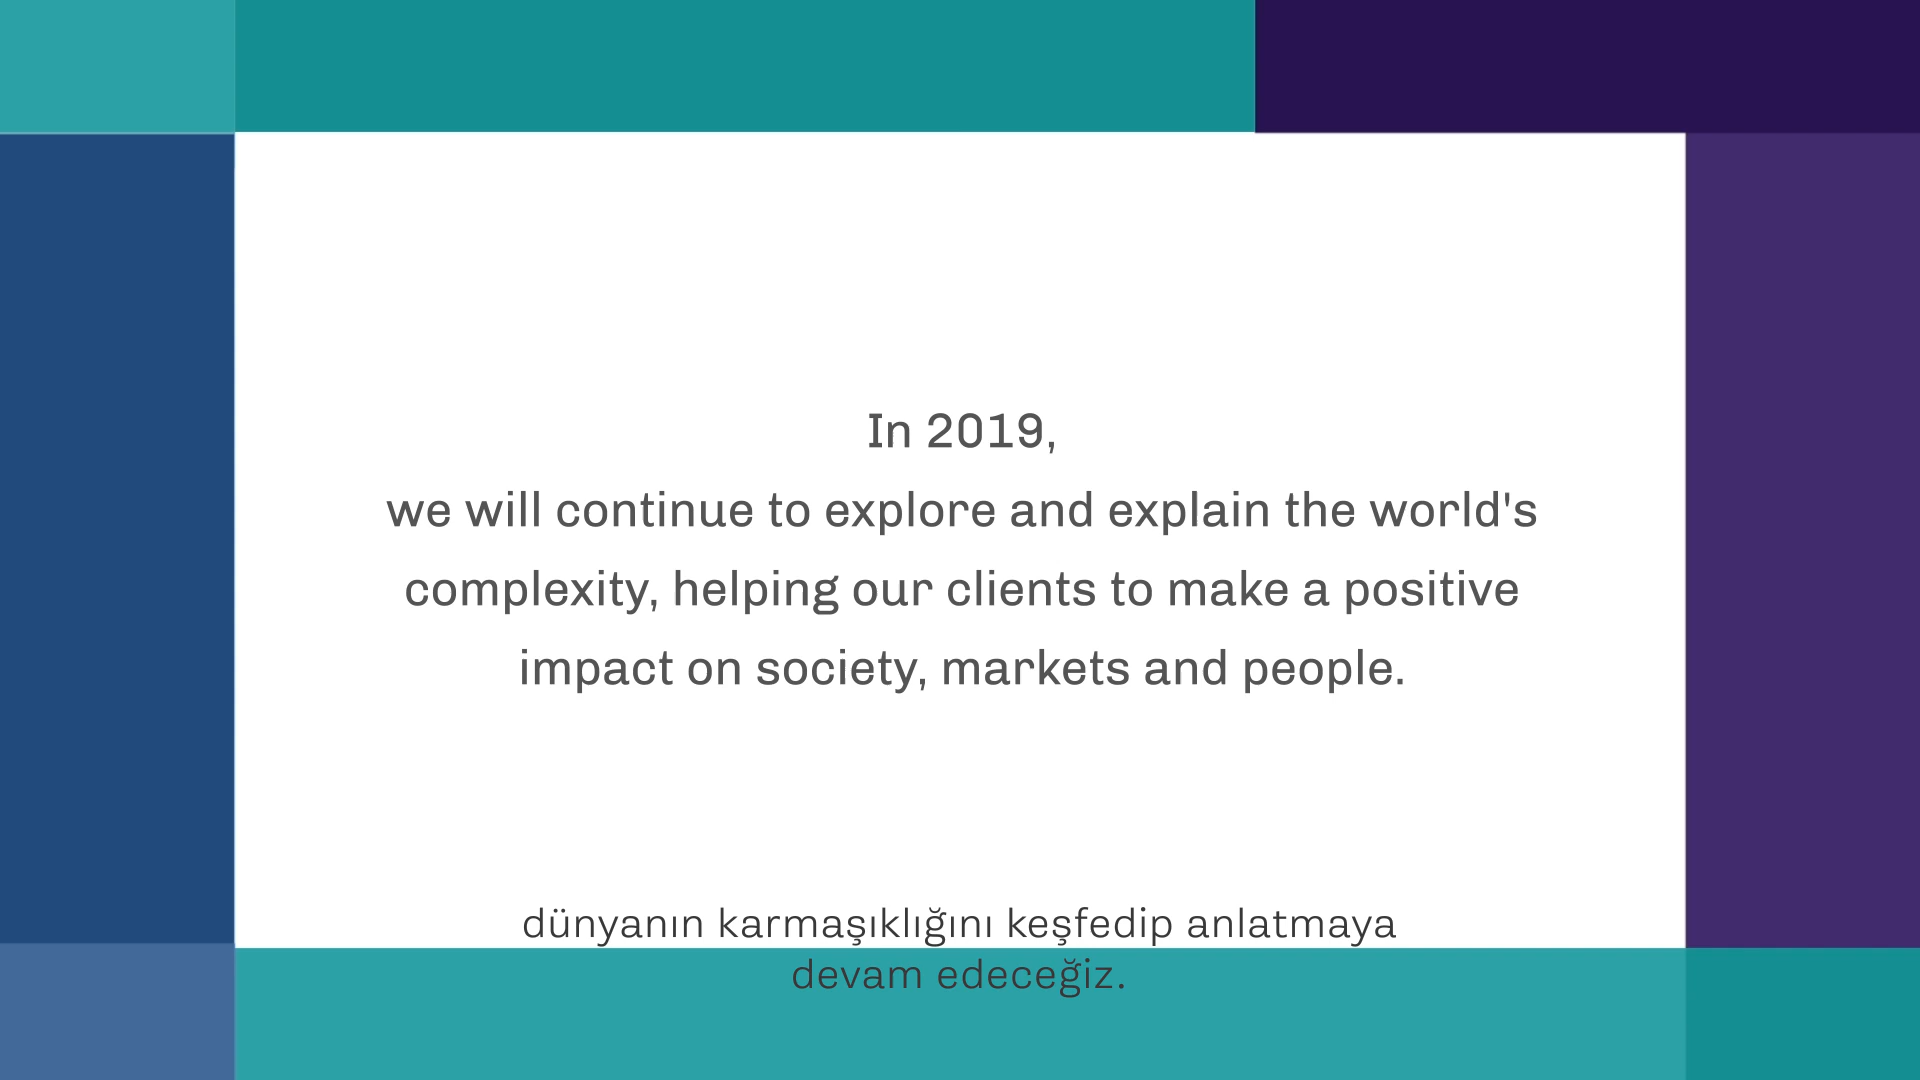 In 2019,
we will continue to explore and explain the world's
complexity, helping our clients to make a positive
impact on society, markets and people.
dünyanın karmaşıklığını keşfedip anlatmaya
devam edeceğiz.